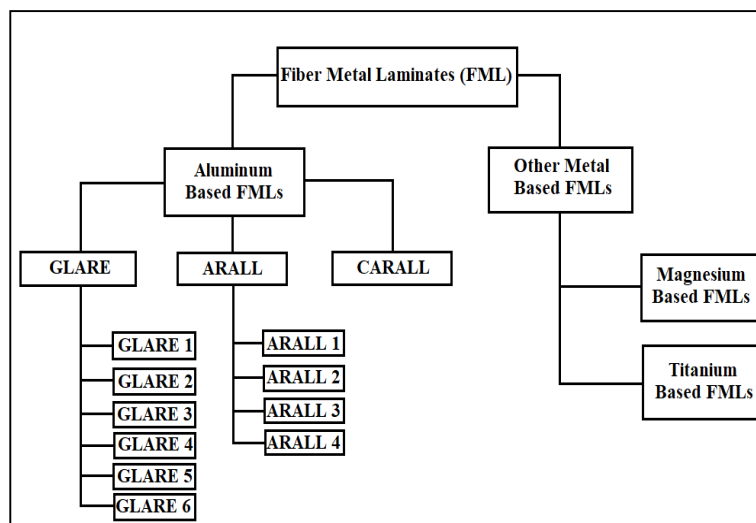 Fiber Metal Laminates (FML)
Aluminum
Based FMLs
Other Metal
Based FMLs
GLARE
ARALL
CARALL
Magnesium
Based FMLs
Titanium
Based FMLs
GLARE 1
GLARE 2
GLARE 3
GLARE 4
GLARE 5
GLARE 6
ARALL 1
ARALL 2
ARALL 3
ARALL 4